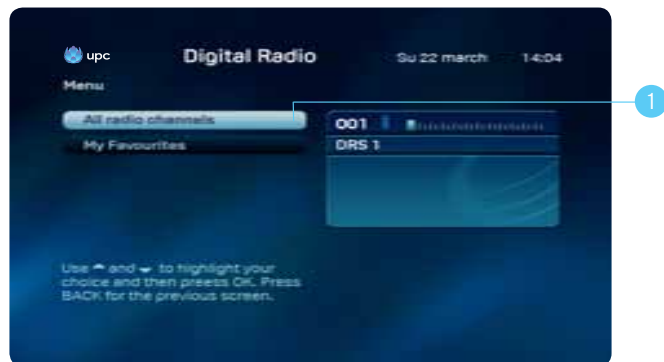 upc
Digital Radio
Su 22 march 14:04
Menu
All radio channels
My Favourites
001
DRS 1
Use and to highlight your
choice and then preess OK. Press
BACK for the previous screen.
1